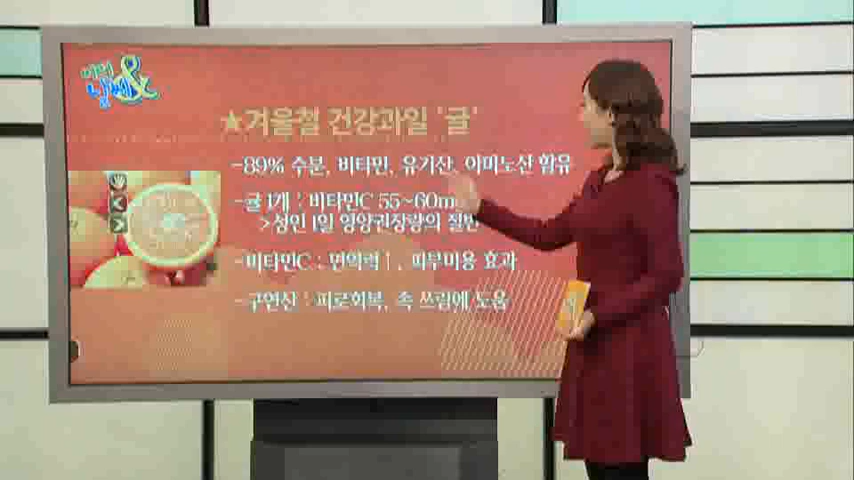 날씨&
★겨울철 건강과일 '귤'
-89% 수분, 비타민, 유기산, 아미노산 함유
-귤 1개 : 비타민C 55~60m
>성인 1일 영양권장량의 절반
-비타민C : 면역력↑, 피부미용 효과
-구연산 : 피로회복, 속 쓰림에 도움